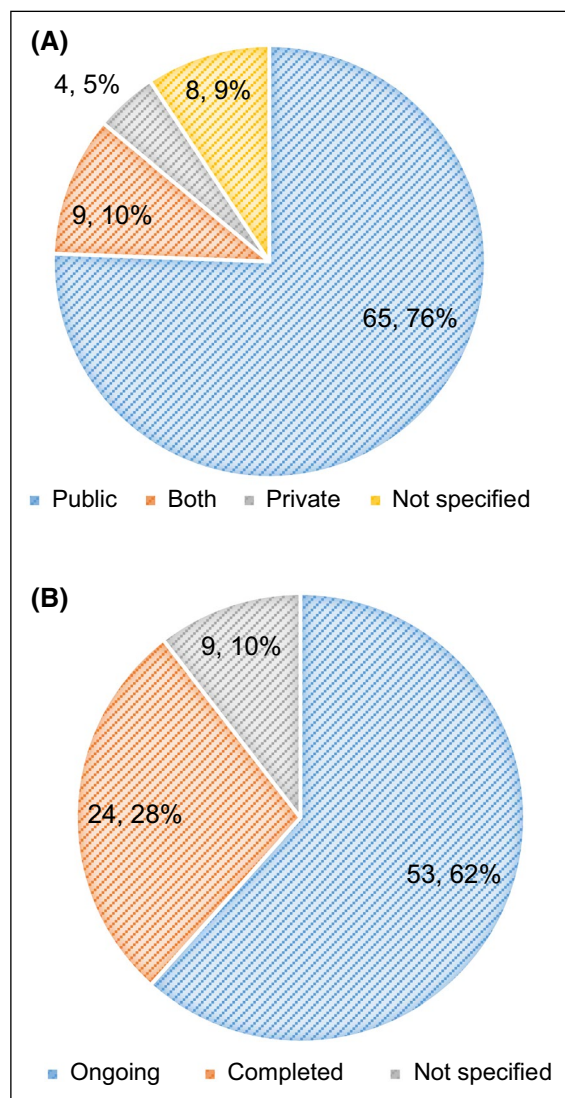 (A)
4, 5%
8, 9%
9, 10%
65, 76%
Public Both Private Not specified
(B)
9, 10%
24, 28%
53, 62%
Ongoing Completed Not specified